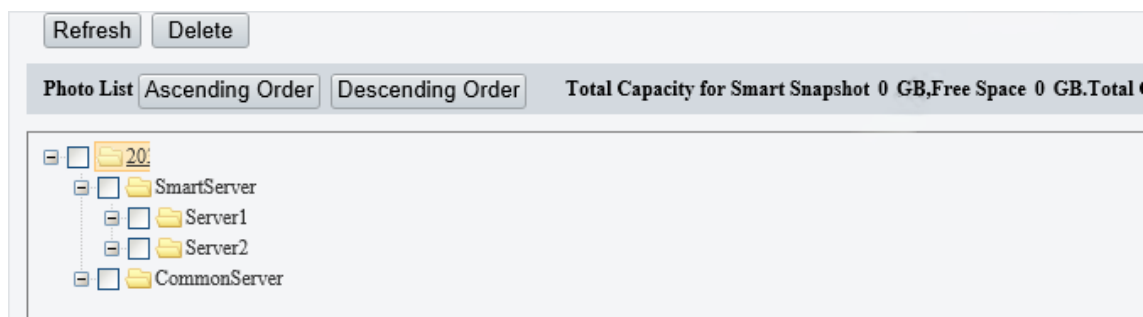 Refresh Delete
Photo List Ascending Order Descending Order Total Capacity for Smart Snapshot 0 GB,Free Space 0 GB.Total
SmartServer
Server1
Server2
CommonServer